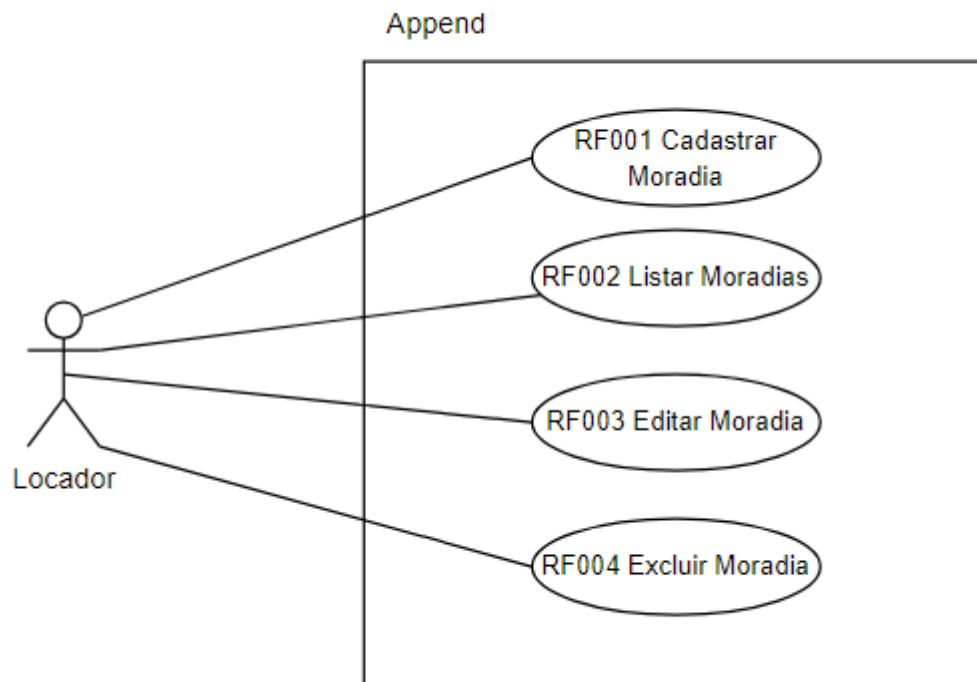 Append
RF001 Cadastrar
Moradia
RF002 Listar Moradias
RF003 Editar Moradia
Locador
RF004 Excluir Moradia